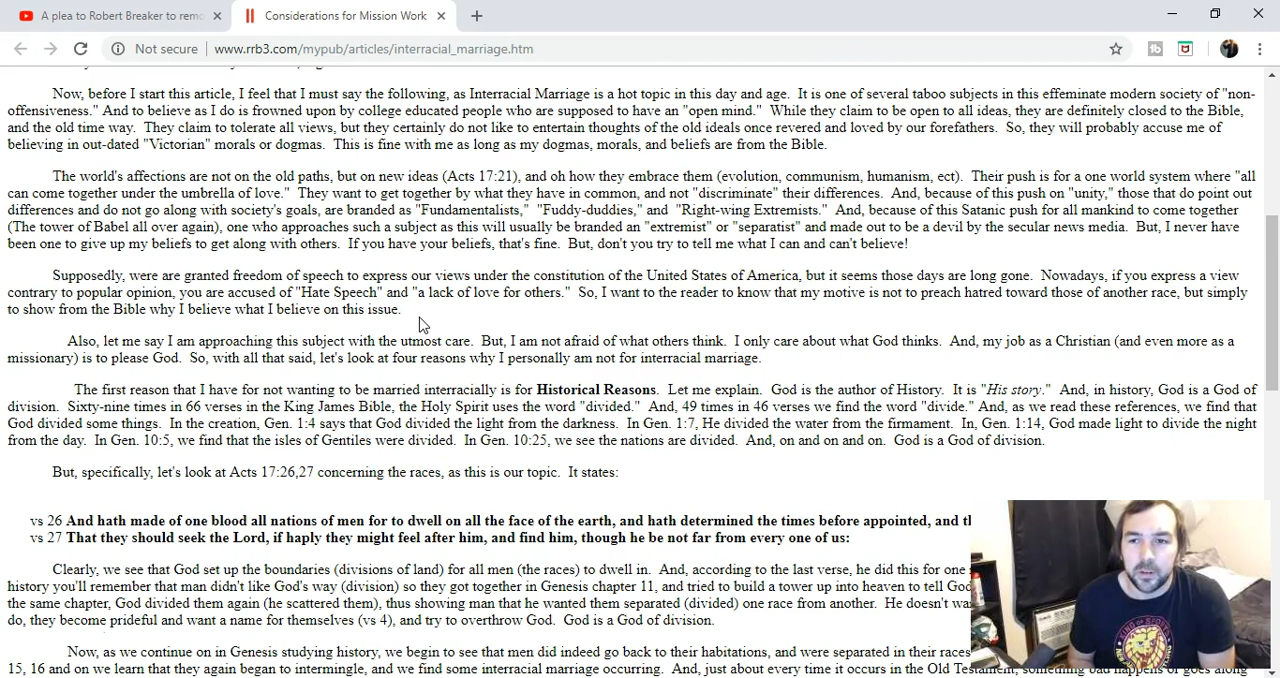 A plea to Robert Breaker to remo
Considerations for Mission Work
Not secure | www.rrb3.com/mypub/articles/interracial_marriage.htm
Now, before I start this article, I feel that I must say the following, as Interracial Marriage is a hot topic in this day and age. It is one of several taboo subjects in this effeminate modern society of "non-
offensiveness." And to believe as I do is frowned upon by college educated people who are supposed to have an "open mind." While they claim to be open to all ideas, they are definitely closed to the Bible,
and the old time way. They claim to tolerate all views, but they certainly do not like to entertain thoughts of the old ideals once revered and loved by our forefathers. So, they will probably accuse me of
believing in out-dated "Victorian" morals or dogmas. This is fine with me as long as my dogmas, morals, and beliefs are from the Bible.
The world's affections are not on the old paths, but on new ideas (Acts 17:21), and oh how they embrace them (evolution, communism, humanism, ect). Their push is for a one world system where "all
can come together under the umbrella of love." They want to get together by what they have in common, and not "discriminate" their differences. And, because of this push on "unity," those that do point out
differences and do not go along with society's goals, are branded as "Fundamentalists," "Fuddy-duddies," and "Right-wing Extremists." And, because of this Satanic push for all mankind to come together
(The tower of Babel all over again), one who approaches such a subject as this will usually be branded an "extremist" or "separatist" and made out to be a devil by the secular news media. But, I never have
been one to give up my beliefs to get along with others. If you have your beliefs, that's fine. But, don't you try to tell me what I can and can't believe!
Supposedly, were are granted freedom of speech to express our views under the constitution of the United States of America, but it seems those days are long gone. Nowadays, if you express a view
contrary to popular opinion, you are accused of "Hate Speech" and "a lack of love for others." So, I want to the reader to know that my motive is not to preach hatred toward those of another race, but simply
to show from the Bible why I believe what I believe on this issue.
Also, let me say I am approaching this subject with the utmost care. But, I am not afraid of what others think. I only care about what God thinks. And, my job as a Christian (and even more as a
missionary) is to please God. So, with all that said, let's look at four reasons why I personally am not for interracial marriage.
The first reason that I have for not wanting to be married interracially is for Historical Reasons. Let me explain. God is the author of History. It is "His story." And, in history, God is a God of
division. Sixty-nine times in 66 verses in the King James Bible, the Holy Spirit uses the word "divided." And, 49 times in 46 verses we find the word "divide." And, as we read these references, we find that
God divided some things. In the creation, Gen. 1:4 says that God divided the light from the darkness. In Gen. 1:7, He divided the water from the firmament. In, Gen. 1:14, God made light to divide the night
from the day. In Gen. 10:5, we find that the isles of Gentiles were divided. In Gen. 10:25, we see the nations are divided. And, on and on and on. God is a God of division.
But, specifically, let's look at Acts 17:26,27 concerning the races, as this is our topic. It states:
vs 26 And hath made of one blood all nations of men for to dwell on all the face of the earth, and hath determined the times before appointed, and
vs 27 That they should seek the Lord, if haply they might feel after him, and find him, though he be not far from every one of us:
Clearly, we see that God set up the boundaries (divisions of land) for all men (the races) to dwell in. And, according to the last verse, he did this for one
history you'll remember that man didn't like God's way (division) so they got together in Genesis chapter 11, and tried to build a tower up into heaven to tell God
the same chapter, God divided them again (he scattered them), thus showing man that he wanted them separated (divided) one race from another. He doesn't
do, they become prideful and want a name for themselves (vs 4), and try to overthrow God. God is a God of division.
Now, as we continue on in Genesis studying history, we begin to see that men did indeed go back to their habitations, and were separated in their races
15, 16 and on we learn that they again began to intermingle, and we find some interracial marriage occurring. And, just about every time it occurs in the Old Testament, something bad happens or goes along